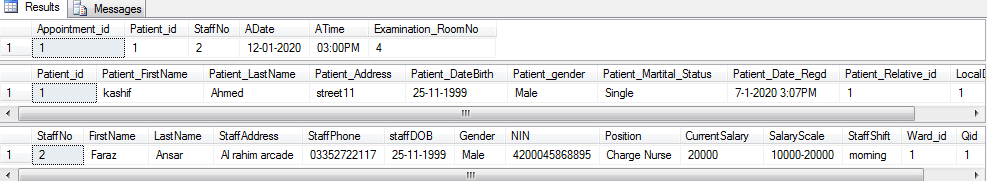 Results Messages
Appointment_id Patient_id StaffNo ADate ATime Examination_RoomNo
1 1 1 2 12-01-2020 03:00PM 4
Patient_id Patient_FirstName Patient_LastName Patient_Address Patient_DateBirth Patient_gender Patient_Martital_Status Patient_Date_Regd Patient_Relative_id LocalD
1 1 kashif Ahmed street11 25-11-1999 Male Single 7-1-2020 3:07PM 1 1
StaffNo FirstName LastName StaffAddress StaffPhone staffDOB Gender NIN Position CurrentSalary SalaryScale StaffShift Ward_id Qid
1 2 Faraz Ansar Al rahim arcade 03352722117 25-11-1999 Male 4200045868895 Charge Nurse 20000 10000-20000 morning 1 1